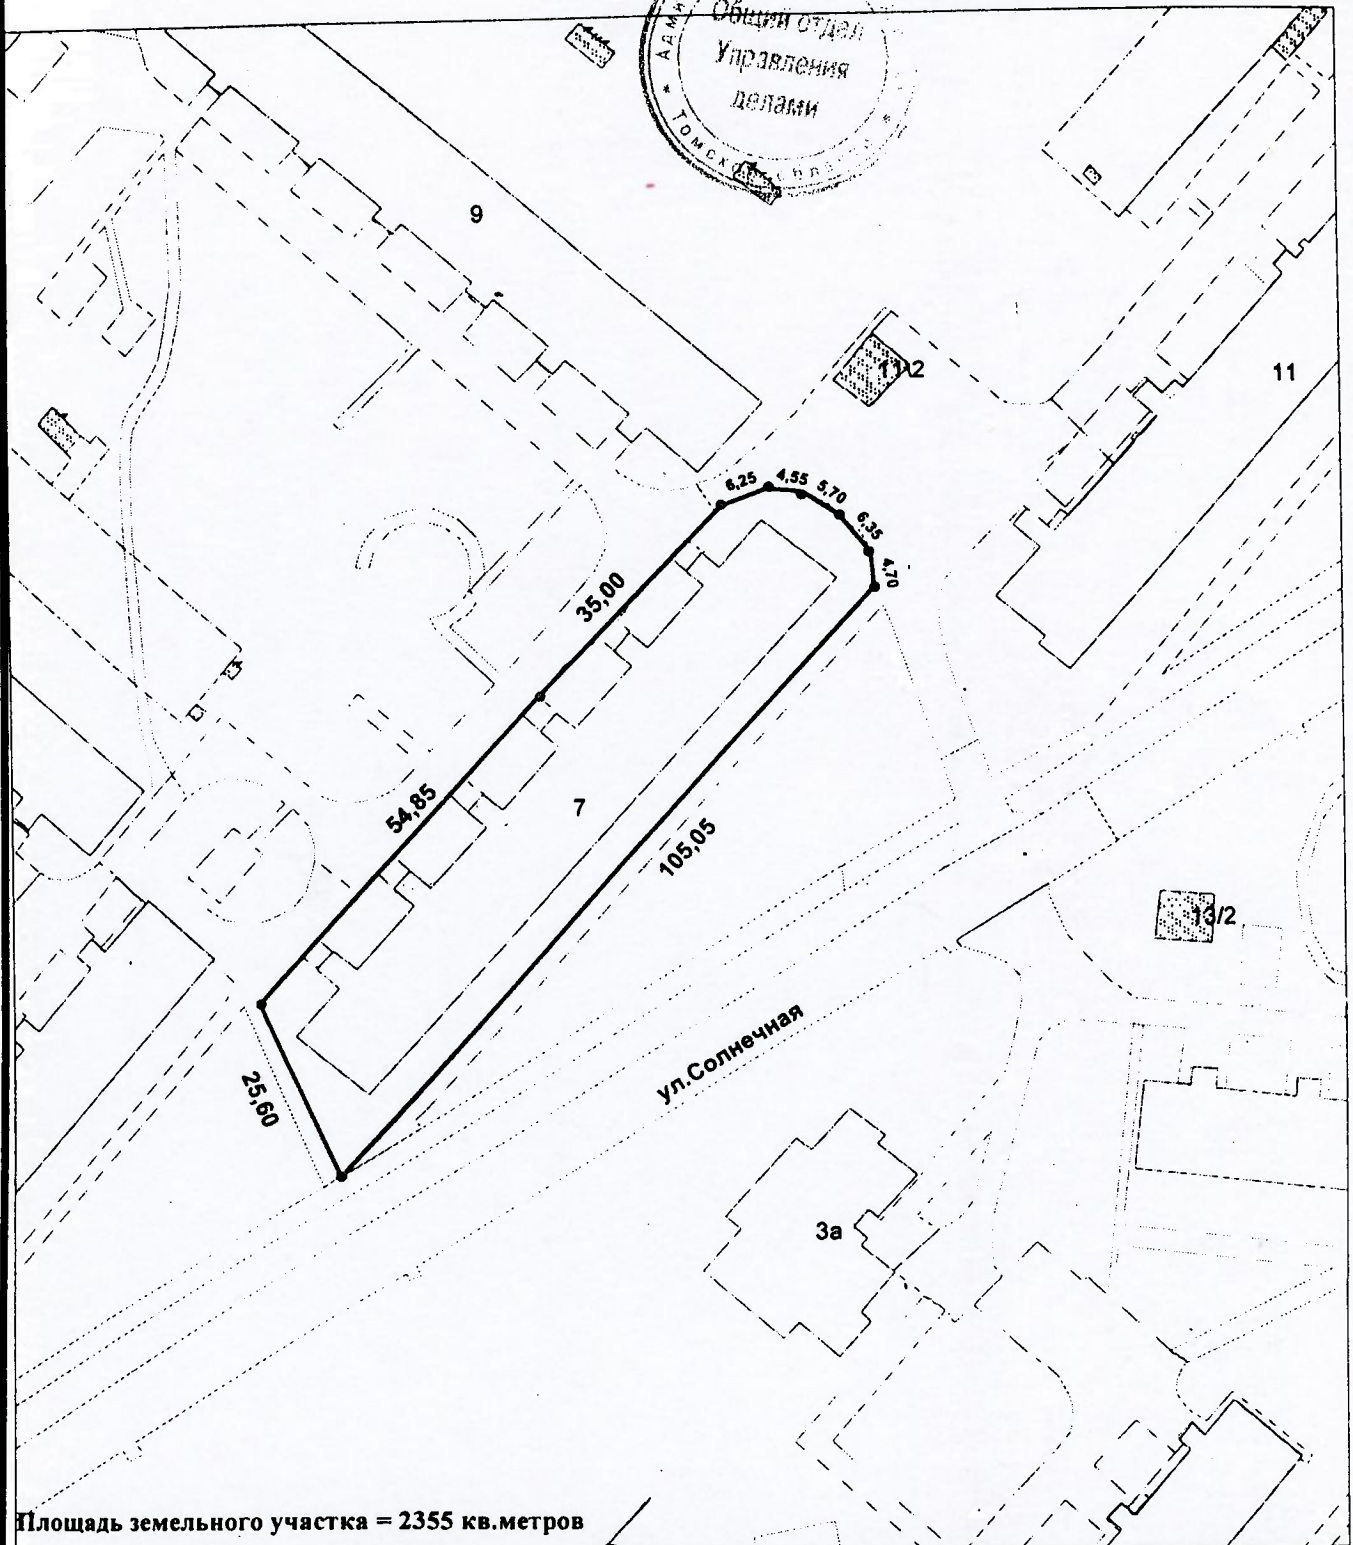 Общий отдел
Управления
делами
9
11\2
11
6,25
4,55
5,70
6,35
4,70
35,00
54,85
7
105,05
13/2
25,60
ул.Солнечная
3а
Площадь земельного участка = 2355 кв.метров